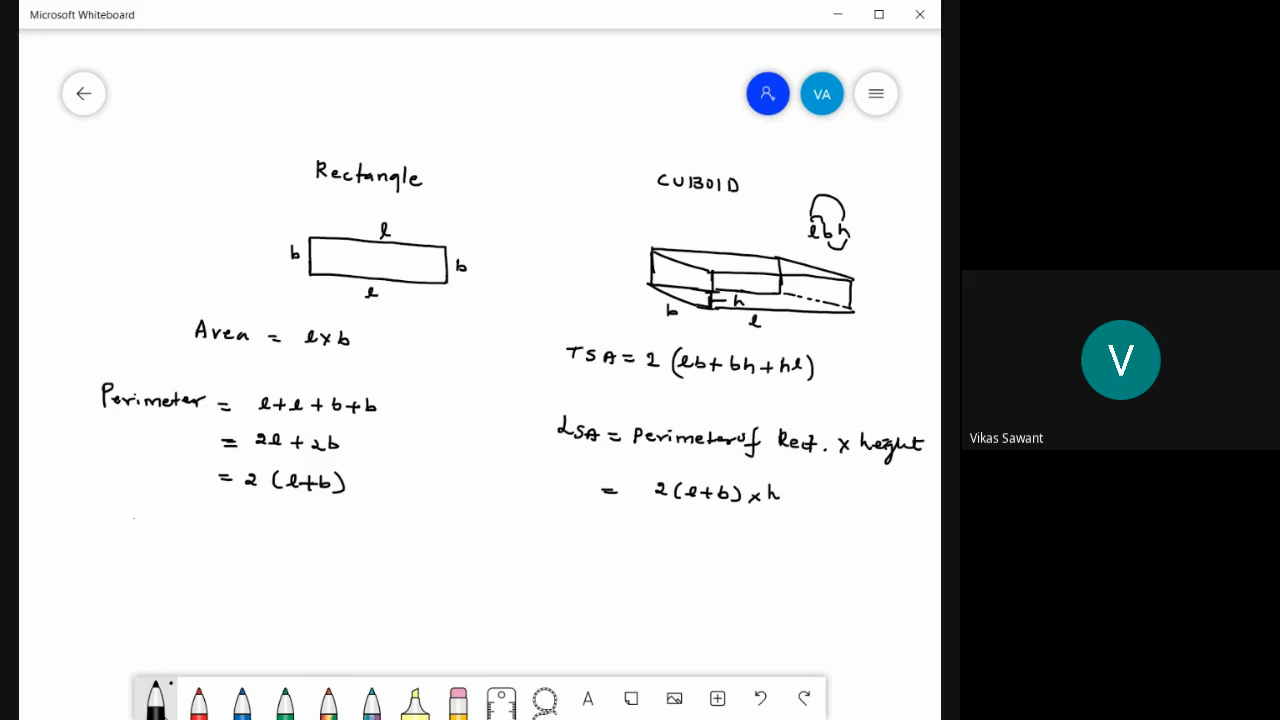 Microsoft Whiteboard
VA
Rectangle
l
b
b
l
Area = l×b
Perimeter = l+l+b+b
= 2l + 2b
= 2 (l+b)
CUBOID
l b h
h
b
l
TSA = 2 (lb + bh + hl)
LSA = Perimeter of Rect. × height
= 2(l+b) × h
V
Vikas Sawant
A